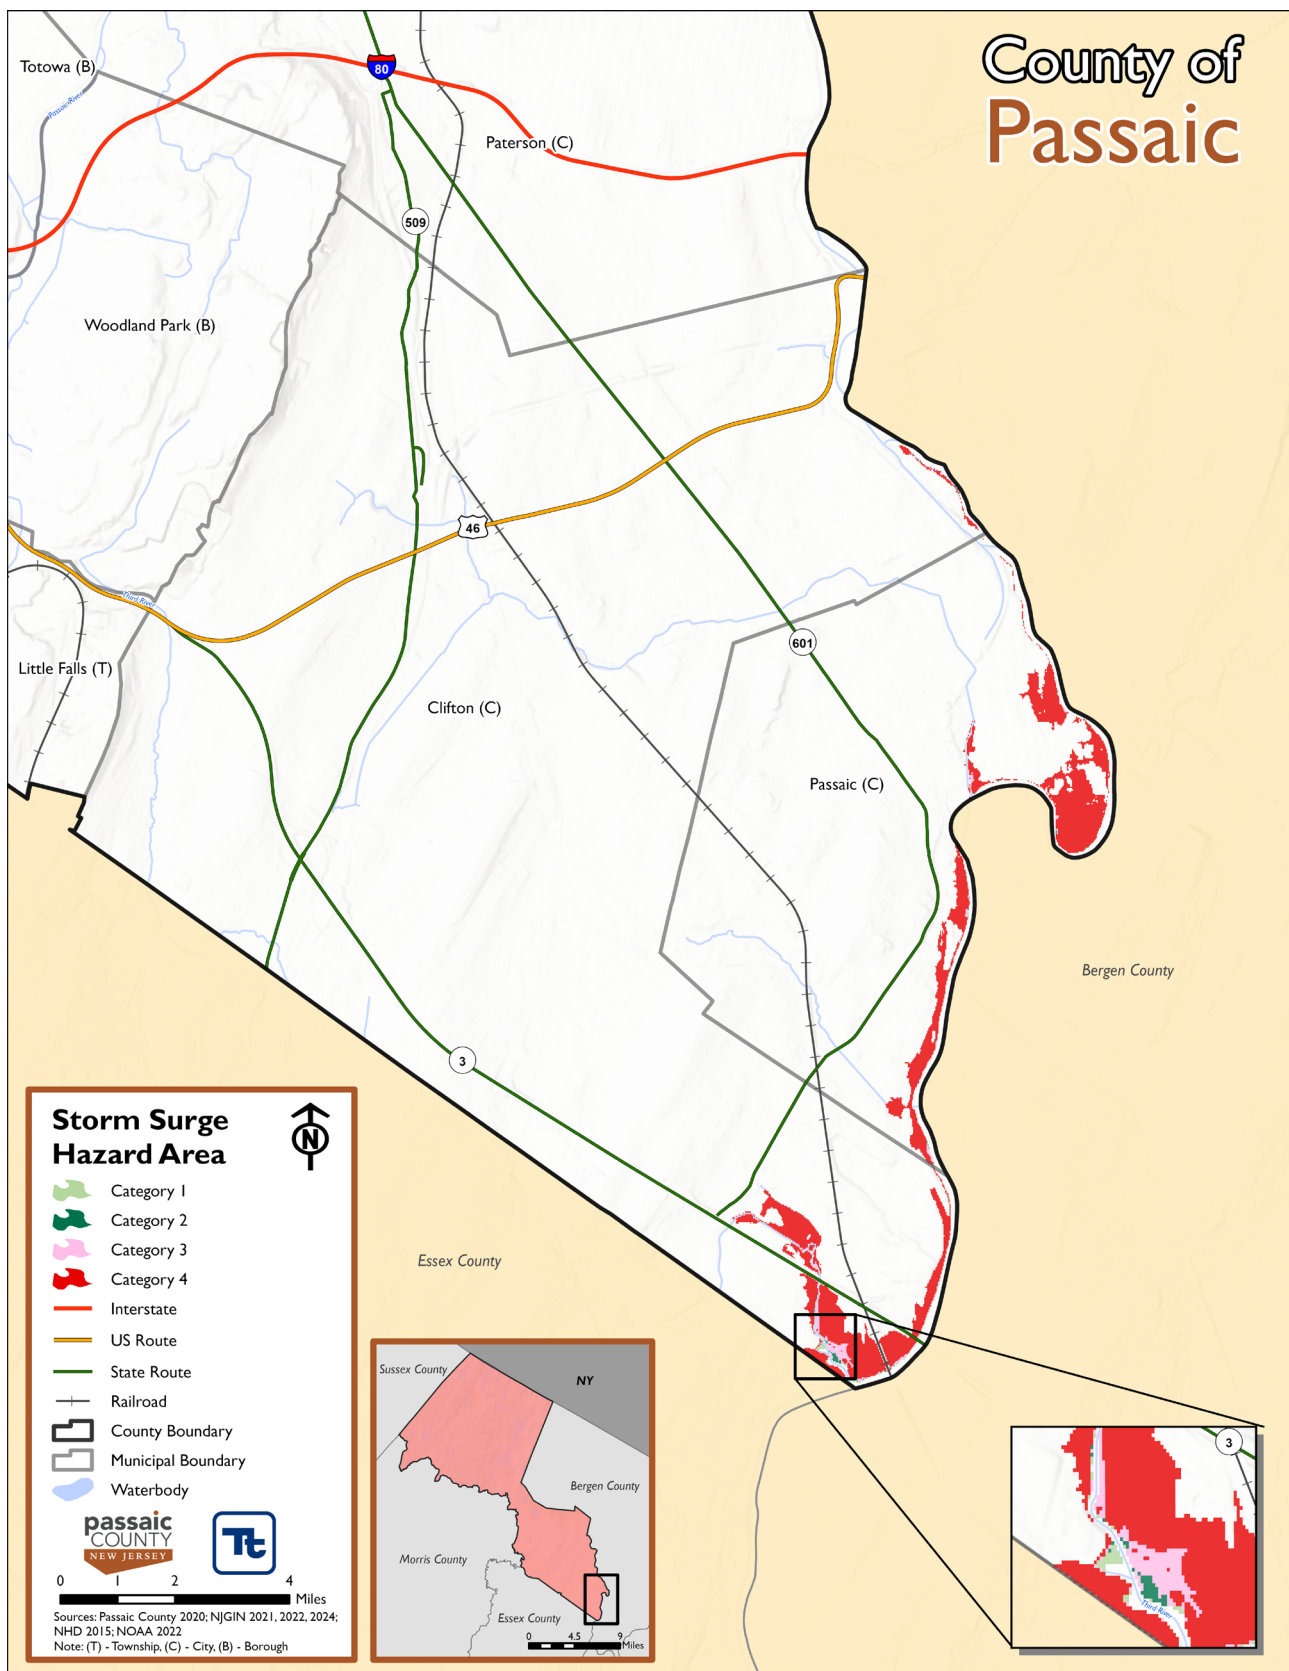 County of
Passaic
Totowa (B)
80
Passaic River
Paterson (C)
509
Woodland Park (B)
46
Third River
601
Little Falls (T)
Clifton (C)
Passaic (C)
Bergen County
3
Essex County
Storm Surge
Hazard Area
N
Category 1
Category 2
Category 3
Category 4
Interstate
US Route
State Route
Railroad
County Boundary
Municipal Boundary
Waterbody
passaic
COUNTY
NEW JERSEY
Tt
0 1 2 4
Miles
Sources: Passaic County 2020; NJGIN 2021, 2022, 2024;
NHD 2015; NOAA 2022
Note: (T) - Township, (C) - City, (B) - Borough
Sussex County
NY
Bergen County
Morris County
Essex County
0 4.5 9
Miles
3
Third River